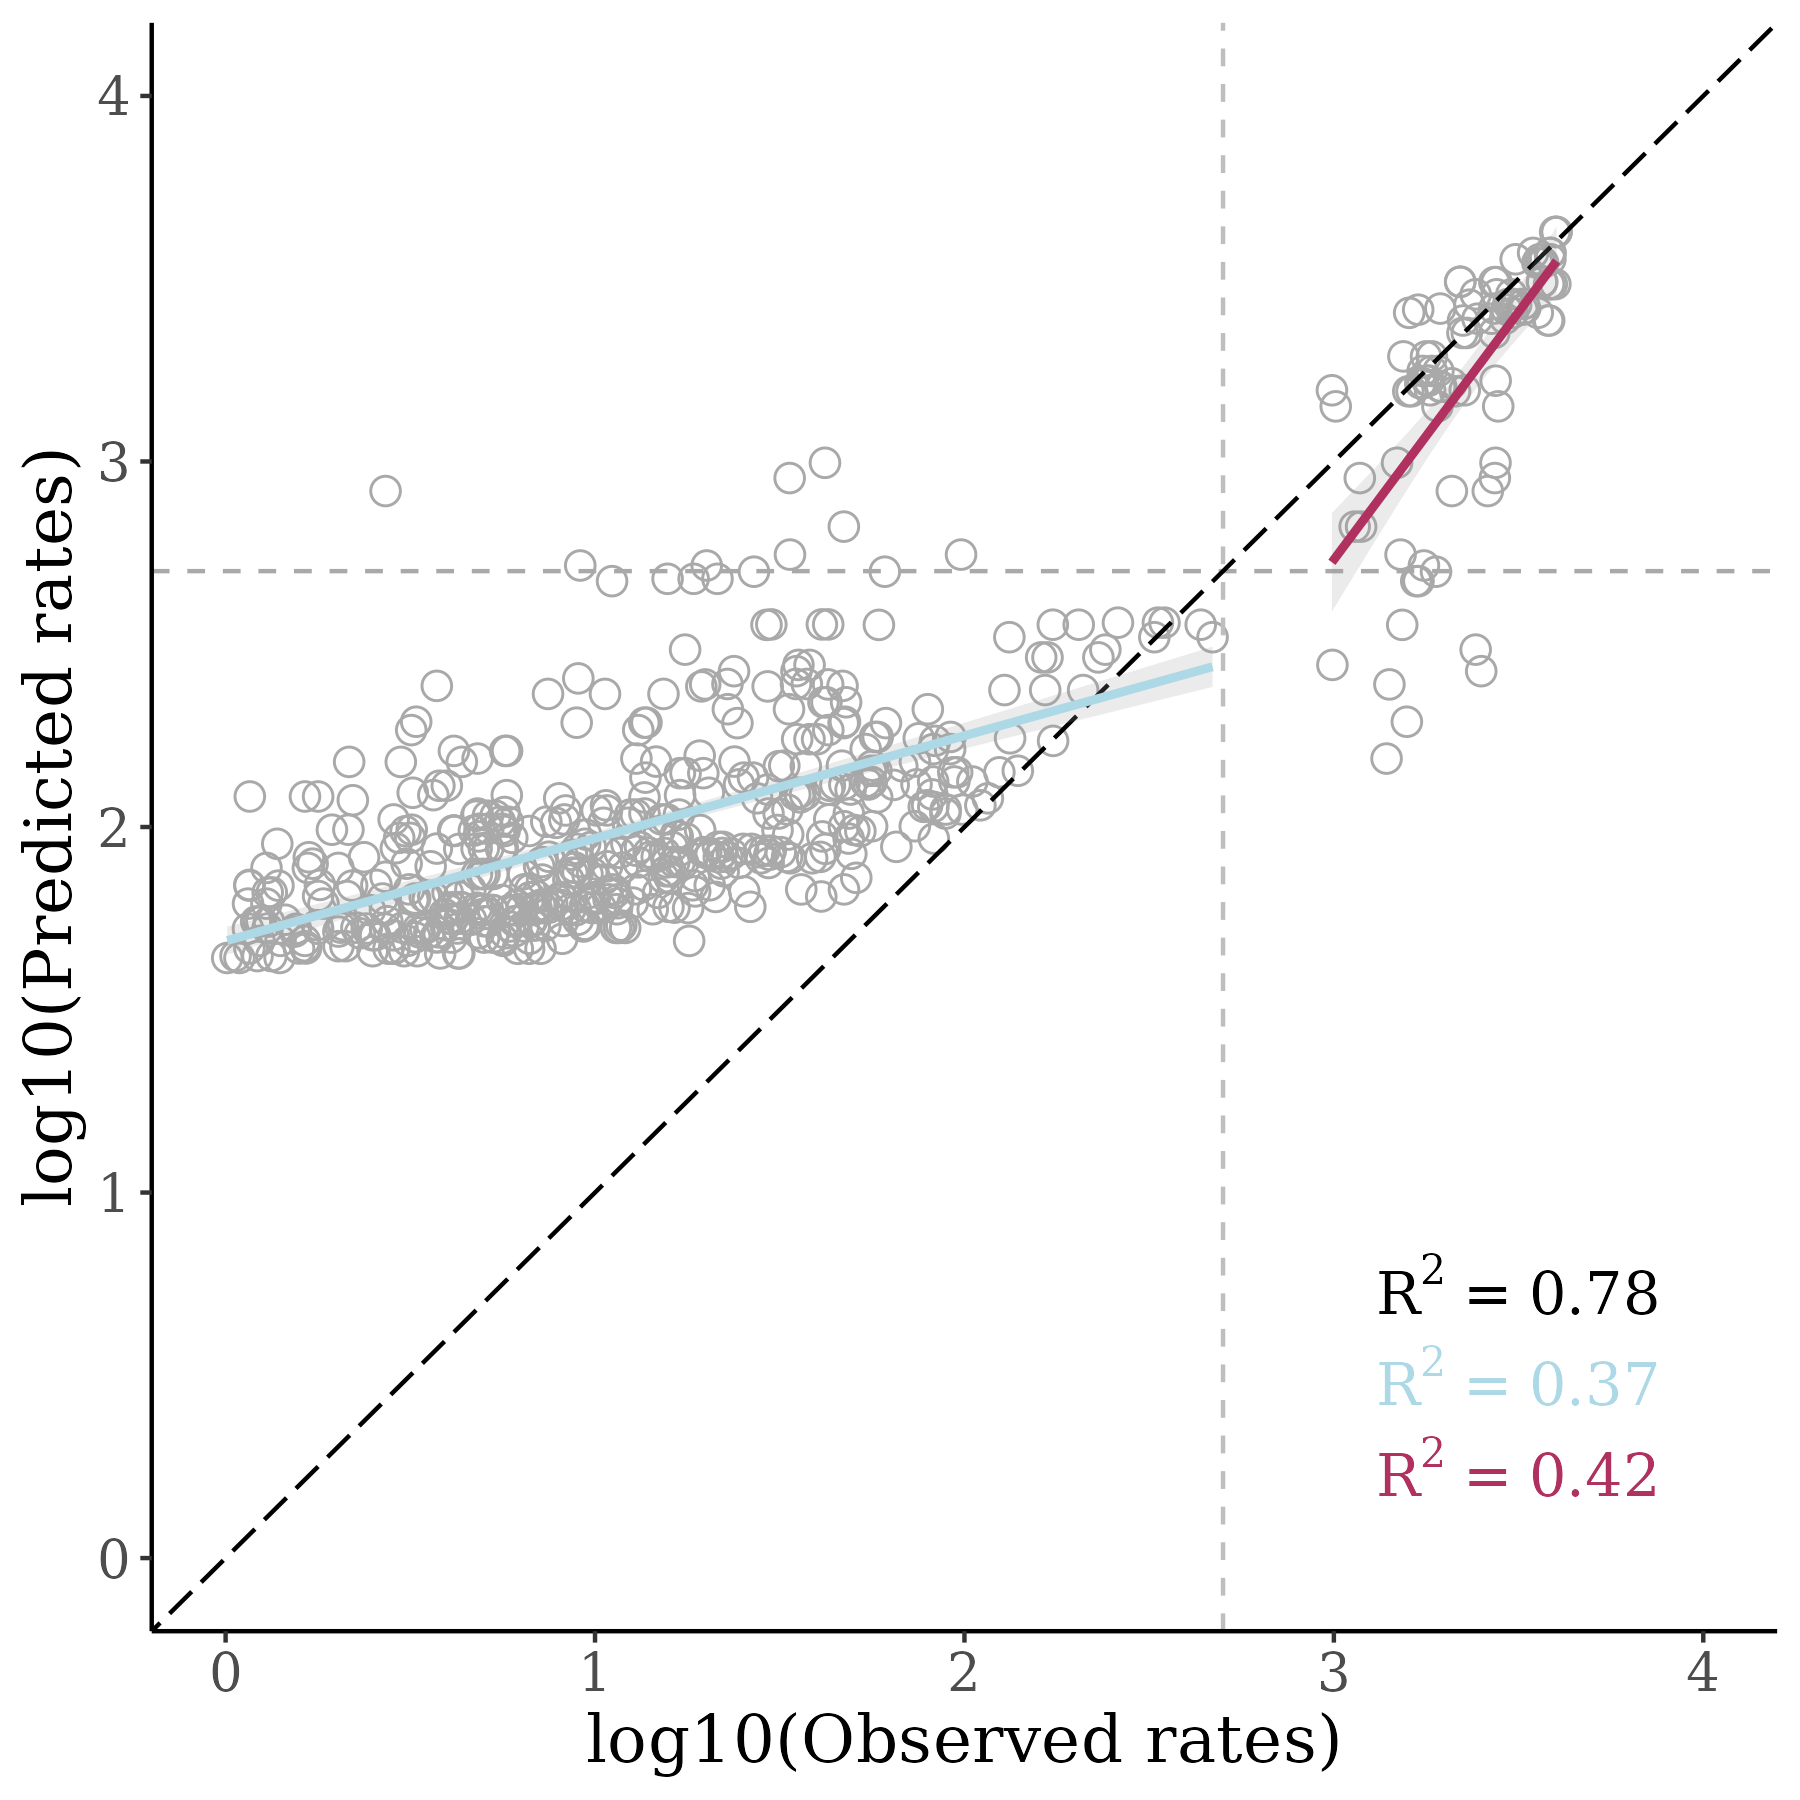 log10(Predicted rates)
4
3
2
1
0
R² = 0.78
R² = 0.37
R² = 0.42
0 1 2 3 4
log10(Observed rates)